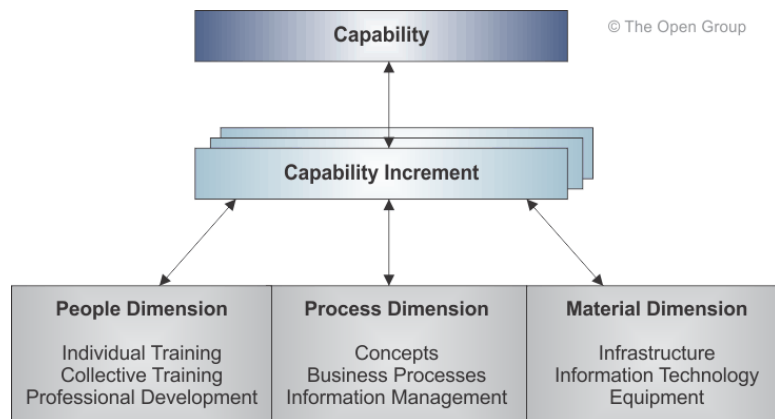 Capability
© The Open Group
Capability Increment
People Dimension
Individual Training
Collective Training
Professional Development
Process Dimension
Concepts
Business Processes
Information Management
Material Dimension
Infrastructure
Information Technology
Equipment